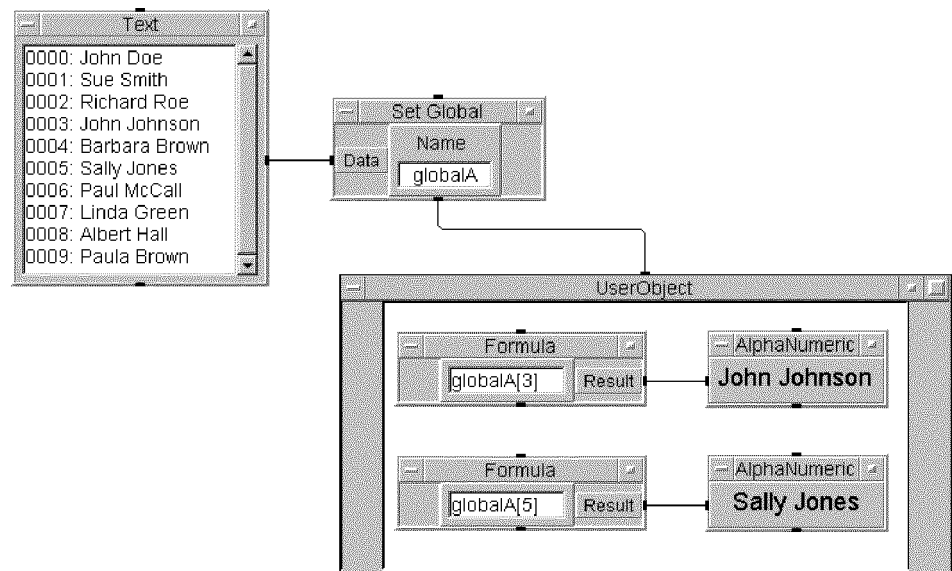 Text
0000: John Doe
0001: Sue Smith
0002: Richard Roe
0003: John Johnson
0004: Barbara Brown
0005: Sally Jones
0006: Paul McCall
0007: Linda Green
0008: Albert Hall
0009: Paula Brown
Set Global
Name
Data
globalA
UserObject
Formula
globalA[3]
Result
AlphaNumeric
John Johnson
Formula
globalA[5]
Result
AlphaNumeric
Sally Jones